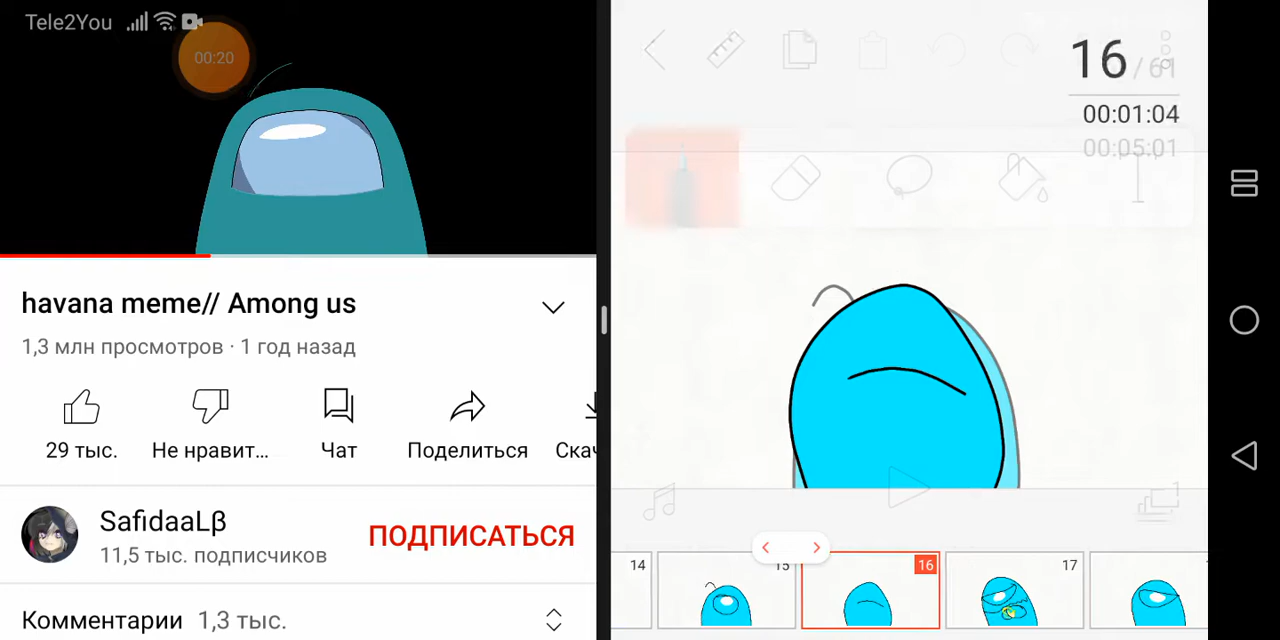 Tele2You
00:20
havana meme// Among us
1,3 млн просмотров · 1 год назад
29 тыс.
Не нравит...
Чат
Поделиться
Скач
SafidaaLβ
11,5 тыс. подписчиков
ПОДПИСАТЬСЯ
Комментарии 1,3 тыс.
16 / 61
00:01:04
00:05:01
14
15
16
17